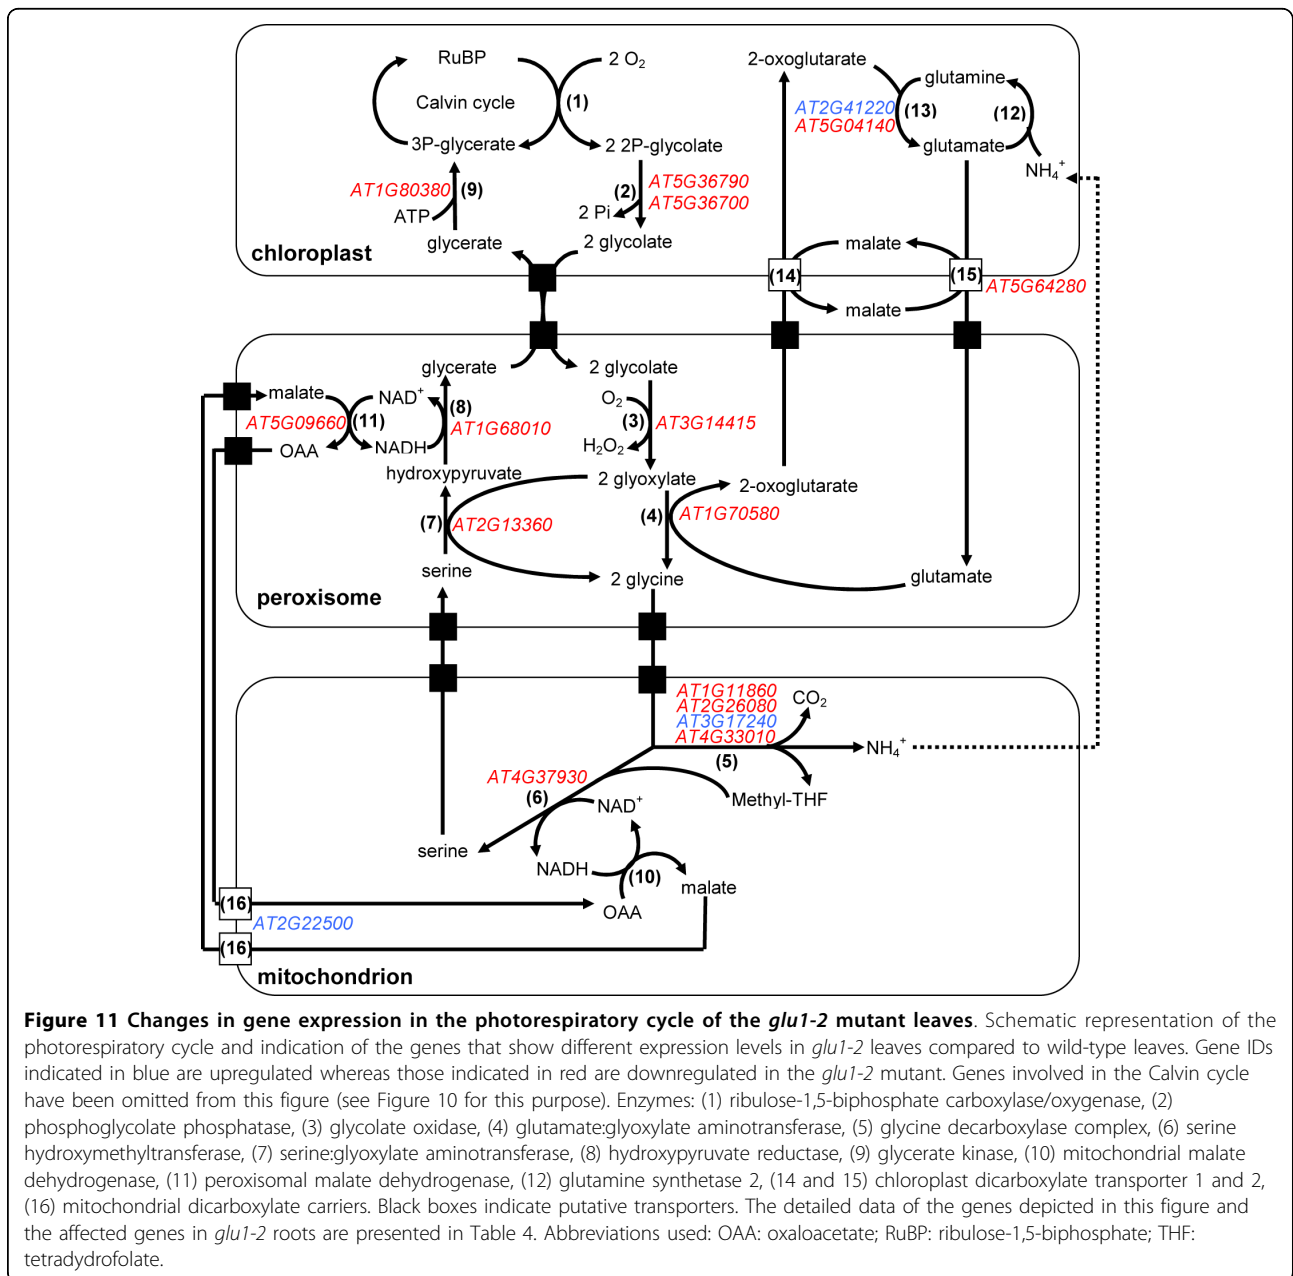 RuBP
2 O2
Calvin cycle
(1)
3P-glycerate
2 2P-glycolate
AT1G80380
(9)
ATP
glycerate
(2)
AT5G36790
AT5G36700
2 Pi
2 glycolate
chloroplast
2-oxoglutarate
glutamine
AT2G41220
AT5G04140
(13)
(12)
glutamate
NH4+
malate
(14)
(15)
AT5G64280
malate
glycerate
2 glycolate
malate
NAD+
(8)
O2
AT5G09660
(11)
AT1G68010
(3)
AT3G14415
OAA
NADH
H2O2
hydroxypyruvate
2 glyoxylate
2-oxoglutarate
(7)
AT2G13360
(4)
AT1G70580
serine
2 glycine
glutamate
peroxisome
AT1G11860
AT2G26080
AT3G17240
AT4G33010
CO2
NH4+
(5)
AT4G37930
(6)
NAD+
Methyl-THF
serine
NADH
(10)
malate
OAA
(16)
AT2G22500
(16)
mitochondrion
Figure 11 Changes in gene expression in the photorespiratory cycle of the glu1-2 mutant leaves. Schematic representation of the
photorespiratory cycle and indication of the genes that show different expression levels in glu1-2 leaves compared to wild-type leaves. Gene IDs
indicated in blue are upregulated whereas those indicated in red are downregulated in the glu1-2 mutant. Genes involved in the Calvin cycle
have been omitted from this figure (see Figure 10 for this purpose). Enzymes: (1) ribulose-1,5-biphosphate carboxylase/oxygenase, (2)
phosphoglycolate phosphatase, (3) glycolate oxidase, (4) glutamate:glyoxylate aminotransferase, (5) glycine decarboxylase complex, (6) serine
hydroxymethyltransferase, (7) serine:glyoxylate aminotransferase, (8) hydroxypyruvate reductase, (9) glycerate kinase, (10) mitochondrial malate
dehydrogenase, (11) peroxisomal malate dehydrogenase, (12) glutamine synthetase 2, (14 and 15) chloroplast dicarboxylate transporter 1 and 2,
(16) mitochondrial dicarboxylate carriers. Black boxes indicate putative transporters. The detailed data of the genes depicted in this figure and
the affected genes in glu1-2 roots are presented in Table 4. Abbreviations used: OAA: oxaloacetate; RuBP: ribulose-1,5-biphosphate; THF:
tetradydrofolate.